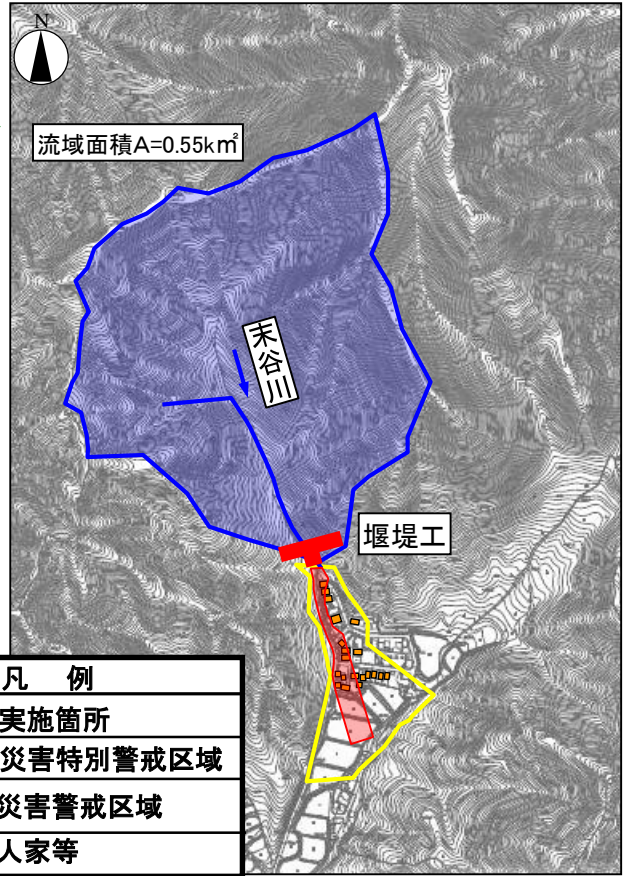 N
流域面積A=0.55k㎡
末谷川
堰堤工
凡　例
実施箇所
災害特別警戒区域
災害警戒区域
人家等